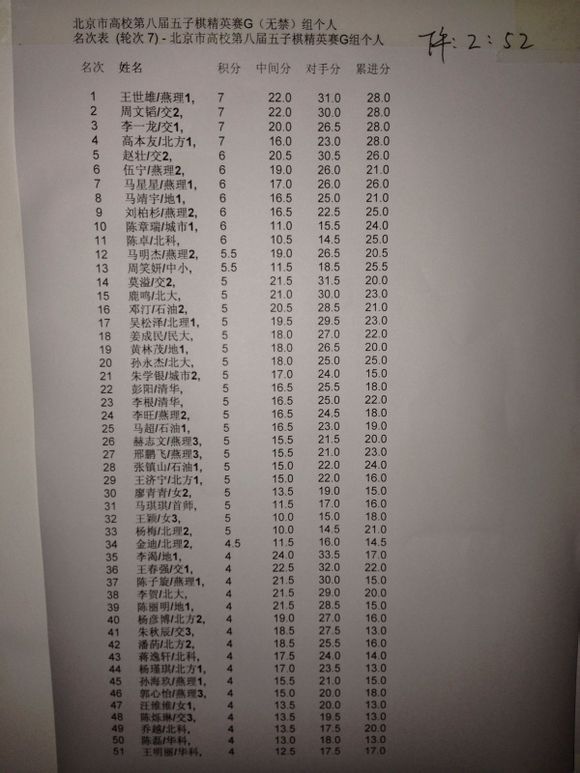 北京市高校第八届五子棋精英赛G（无禁）组个人
名次表 (轮次 7) - 北京市高校第八届五子棋精英赛G组个人
下午: 2: 52
名次 姓名 积分 中间分 对手分 累进分
1 王世雄/燕理1, 7 22.0 31.0 28.0
2 周文韬/交2, 7 22.0 30.0 28.0
3 李一龙/交1, 7 20.0 26.5 28.0
4 高本友/北方1, 7 16.0 23.0 28.0
5 赵壮/交2, 6 20.5 30.5 26.0
6 伍宁/燕理2, 6 19.0 26.0 21.0
7 马星星/燕理1, 6 17.0 26.0 26.0
8 马靖宇/地1, 6 16.5 25.0 21.0
9 刘柏杉/燕理2, 6 16.5 22.5 25.0
10 陈章瑞/城市1, 6 11.0 15.5 24.0
11 陈卓/北科, 6 10.5 14.5 25.0
12 马明杰/燕理2, 5.5 19.0 26.5 20.5
13 周笑妍/中小, 5.5 11.5 18.5 25.5
14 莫溢/交2, 5 21.5 31.5 20.0
15 鹿鸣/北大, 5 21.0 30.0 23.0
16 邓汀/石油2, 5 20.5 28.5 21.0
17 吴松泽/北理1, 5 19.5 29.5 23.0
18 姜成民/民大, 5 18.0 27.0 22.0
19 黄林茂/地1, 5 18.0 26.5 20.0
20 孙永杰/北大, 5 18.0 25.0 25.0
21 朱学银/城市2, 5 17.0 24.0 15.0
22 彭阳/清华, 5 16.5 25.5 18.0
23 李根/清华, 5 16.5 25.0 22.0
24 李旺/燕理2, 5 16.5 24.5 18.0
25 马超/石油1, 5 16.5 23.0 19.0
26 赫志文/燕理3, 5 15.5 21.5 20.0
27 邢鹏飞/燕理3, 5 15.5 21.0 23.0
28 张镇山/石油1, 5 15.0 22.0 24.0
29 王济宁/北方1, 5 15.0 22.0 16.0
30 廖青青/女2, 5 13.5 19.0 15.0
31 马琪琪/首师, 5 11.5 17.0 16.0
32 王颖/女3, 5 10.0 15.0 18.0
33 杨梅/北理2, 5 10.0 14.5 21.0
34 金迪/北理2, 4.5 11.5 16.0 14.5
35 李渴/地1, 4 24.0 33.5 17.0
36 王春强/交1, 4 22.5 32.0 22.0
37 陈子旋/燕理1, 4 21.5 30.0 15.0
38 李贺/北大, 4 21.5 29.0 20.0
39 陈丽明/地1, 4 21.5 28.5 15.0
40 杨彦博/北方2, 4 19.0 27.0 16.0
41 朱秋辰/交3, 4 18.5 27.5 13.0
42 潘药/北方2, 4 18.5 25.5 16.0
43 蒋逸轩/北科, 4 17.5 24.0 14.0
44 杨瑾琪/北方1, 4 17.0 23.5 13.0
45 孙海玖/燕理1, 4 15.5 21.0 15.0
46 郭心怡/燕理3, 4 15.0 20.0 18.0
47 汪维维/女1, 4 13.5 20.0 13.0
48 陈烁琳/交3, 4 13.5 19.5 13.0
49 乔越/北科, 4 13.5 17.5 20.0
50 陈磊/华科, 4 13.0 18.0 13.0
51 王明丽/华科, 4 12.5 17.5 17.0